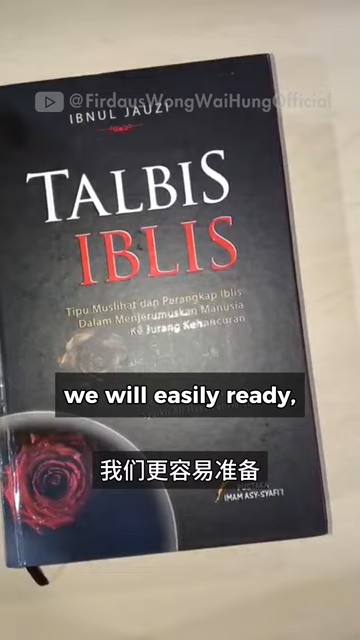 @FirdausWongWaiHungOfficial
IBNUL JAUZI
TALBIS
IBLIS
Tipu Muslihat dan Perangkap Iblis
Dalam Menjerumuskan Manusia
Ke Jurang Kehancuran
we will easily ready,
我们更容易准备
PUSTAKA
IMAM ASY-SYAFI'I